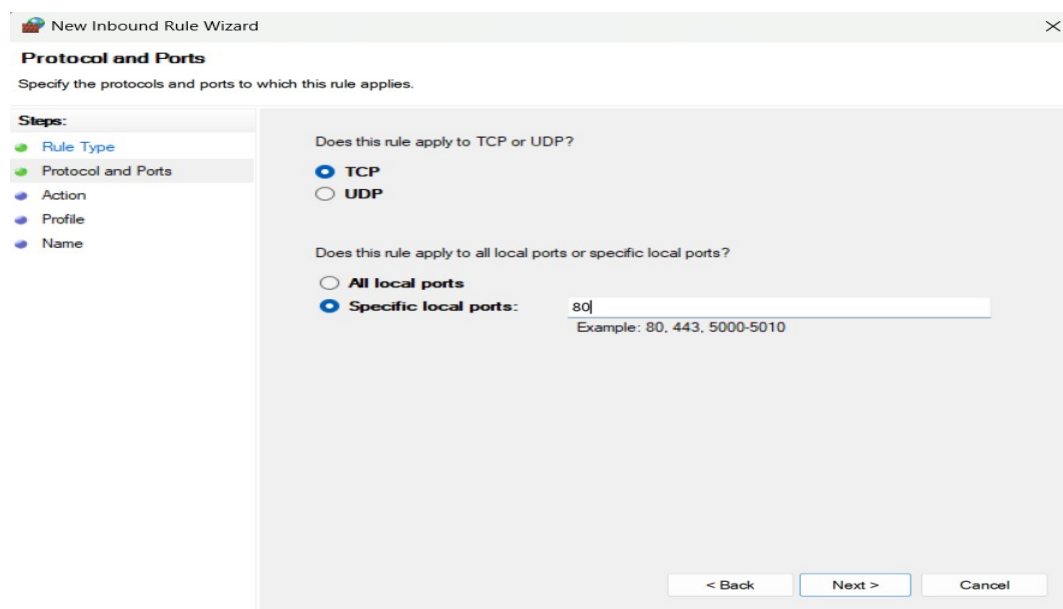 New Inbound Rule Wizard
Protocol and Ports
Specify the protocols and ports to which this rule applies.
Steps:
Rule Type
Protocol and Ports
Action
Profile
Name
Does this rule apply to TCP or UDP?
TCP
UDP
Does this rule apply to all local ports or specific local ports?
All local ports
Specific local ports: 80
Example: 80, 443, 5000-5010
< Back Next > Cancel